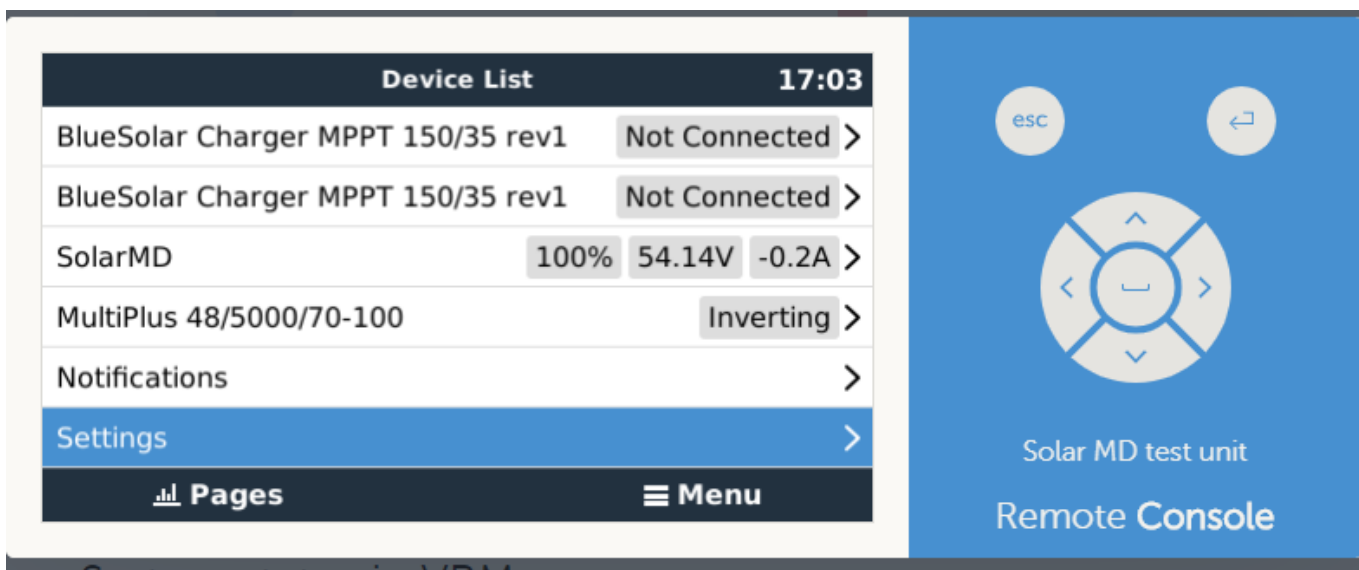 Device List 17:03
BlueSolar Charger MPPT 150/35 rev1 Not Connected
BlueSolar Charger MPPT 150/35 rev1 Not Connected
SolarMD 100% 54.14V -0.2A
MultiPlus 48/5000/70-100 Inverting
Notifications
Settings
Pages Menu
esc
Solar MD test unit
Remote Console